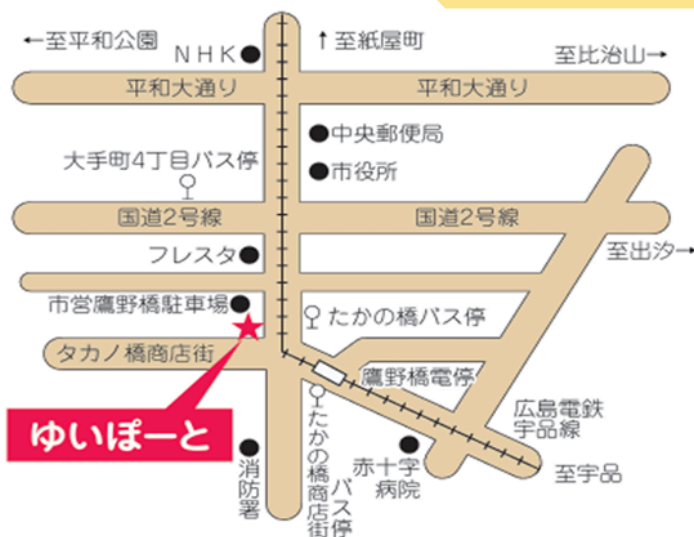 ←至平和公園
↑至紙屋町
NHK
至比治山→
平和大通り
平和大通り
中央郵便局
大手町4丁目バス停
市役所
国道2号線
国道2号線
フレスタ
至出汐→
市営鷹野橋駐車場
たかの橋バス停
タカノ橋商店街
鷹野橋電停
ゆいぽーと
広島電鉄
宇品線
消防署
たかの橋商店街
バス停
赤十字
病院
至宇品